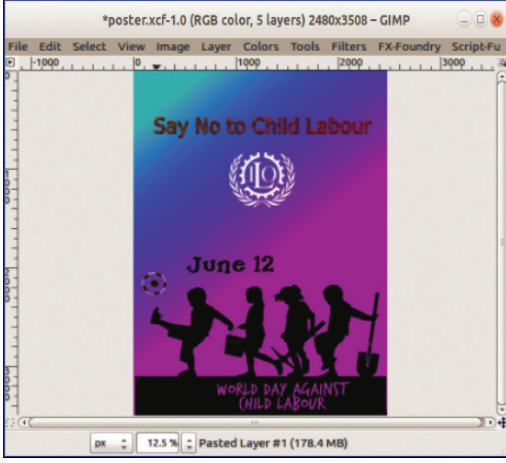 *poster.xcf-1.0 (RGB color, 5 layers) 2480x3508 – GIMP
File Edit Select View Image Layer Colors Tools Filters FX-Foundry Script-Fu
-1000 0 1000 2000 3000
Say No to Child Labour
ILO
June 12
WORLD DAY AGAINST
CHILD LABOUR
px 12.5 % Pasted Layer #1 (178.4 MB)